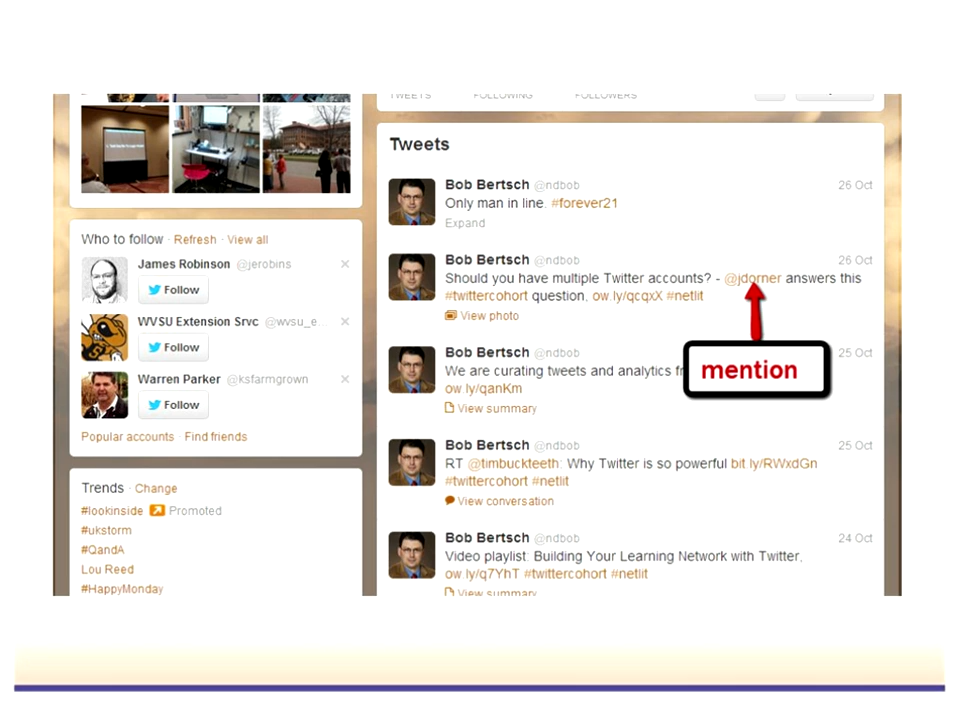 TWEETS FOLLOWING FOLLOWERS
Who to follow · Refresh · View all
James Robinson @jerobins
Follow
WVSU Extension Srvc @wvsu_e...
Follow
Warren Parker @ksfarmgrown
Follow
Popular accounts · Find friends
Trends · Change
#lookinside Promoted
#ukstorm
#QandA
Lou Reed
#HappyMonday
Tweets
Bob Bertsch @ndbob 26 Oct
Only man in line. #forever21
Expand
Bob Bertsch @ndbob 26 Oct
Should you have multiple Twitter accounts? - @jdorner answers this
#twittercohort question, ow.ly/qcqxX #netlit
View photo
mention
Bob Bertsch @ndbob 25 Oct
We are curating tweets and analytics
ow.ly/qanKm
View summary
Bob Bertsch @ndbob 25 Oct
RT @timbuckteeth: Why Twitter is so powerful bit.ly/RWxdGn
#twittercohort #netlit
View conversation
Bob Bertsch @ndbob 24 Oct
Video playlist: Building Your Learning Network with Twitter,
ow.ly/q7YhT #twittercohort #netlit
View summary